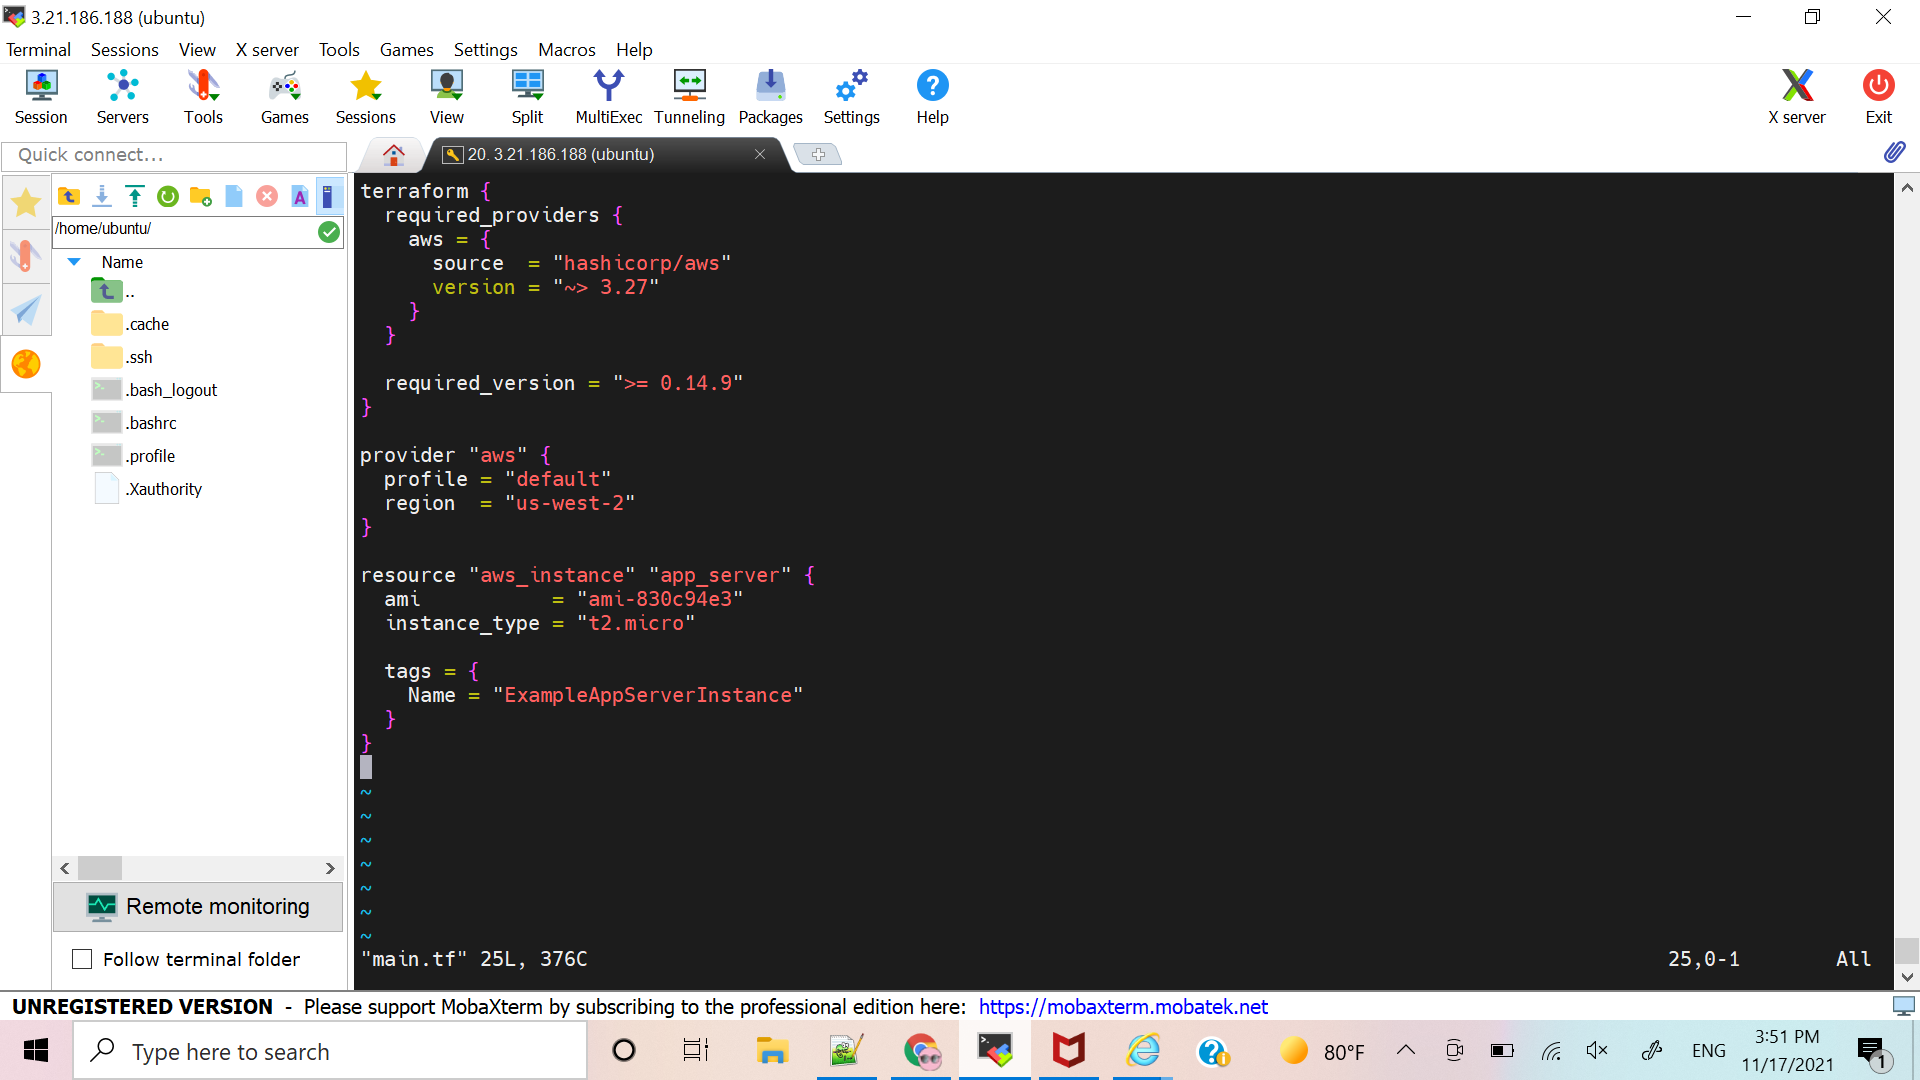 3.21.186.188 (ubuntu)
Terminal Sessions View X server Tools Games Settings Macros Help
Session Servers Tools Games Sessions View Split MultiExec Tunneling Packages Settings Help X server Exit
Quick connect...
20. 3.21.186.188 (ubuntu)
/home/ubuntu/
Name
..
.cache
.ssh
.bash_logout
.bashrc
.profile
.Xauthority
Remote monitoring
Follow terminal folder
terraform {
  required_providers {
    aws = {
      source  = "hashicorp/aws"
      version = "~> 3.27"
    }
  }

  required_version = ">= 0.14.9"
}

provider "aws" {
  profile = "default"
  region  = "us-west-2"
}

resource "aws_instance" "app_server" {
  ami           = "ami-830c94e3"
  instance_type = "t2.micro"

  tags = {
    Name = "ExampleAppServerInstance"
  }
}
~
~
~
~
~
~
~
"main.tf" 25L, 376C 25,0-1 All
UNREGISTERED VERSION - Please support MobaXterm by subscribing to the professional edition here: https://mobaxterm.mobatek.net
Type here to search
80°F
ENG
3:51 PM
11/17/2021
1